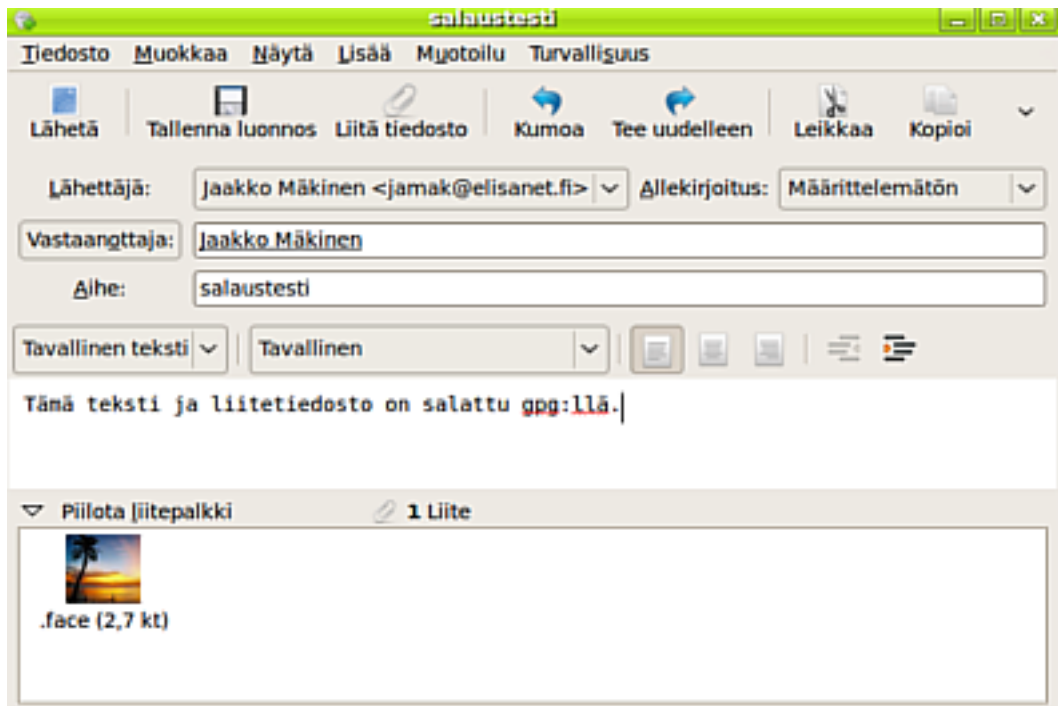 salaustesti
Tiedosto Muokkaa Näytä Lisää Muotoilu Turvallisuus
Lähetä Tallenna luonnos Liitä tiedosto Kumoa Tee uudelleen Leikkaa Kopioi
Lähettäjä: Jaakko Mäkinen <jamak@elisanet.fi> Allekirjoitus: Määrittelemätön
Vastaanottaja: Jaakko Mäkinen
Aihe: salaustesti
Tavallinen teksti Tavallinen
Tämä teksti ja liitetiedosto on salattu gpg:llä.
Piilota liitepalkki 1 Liite
.face (2,7 kt)